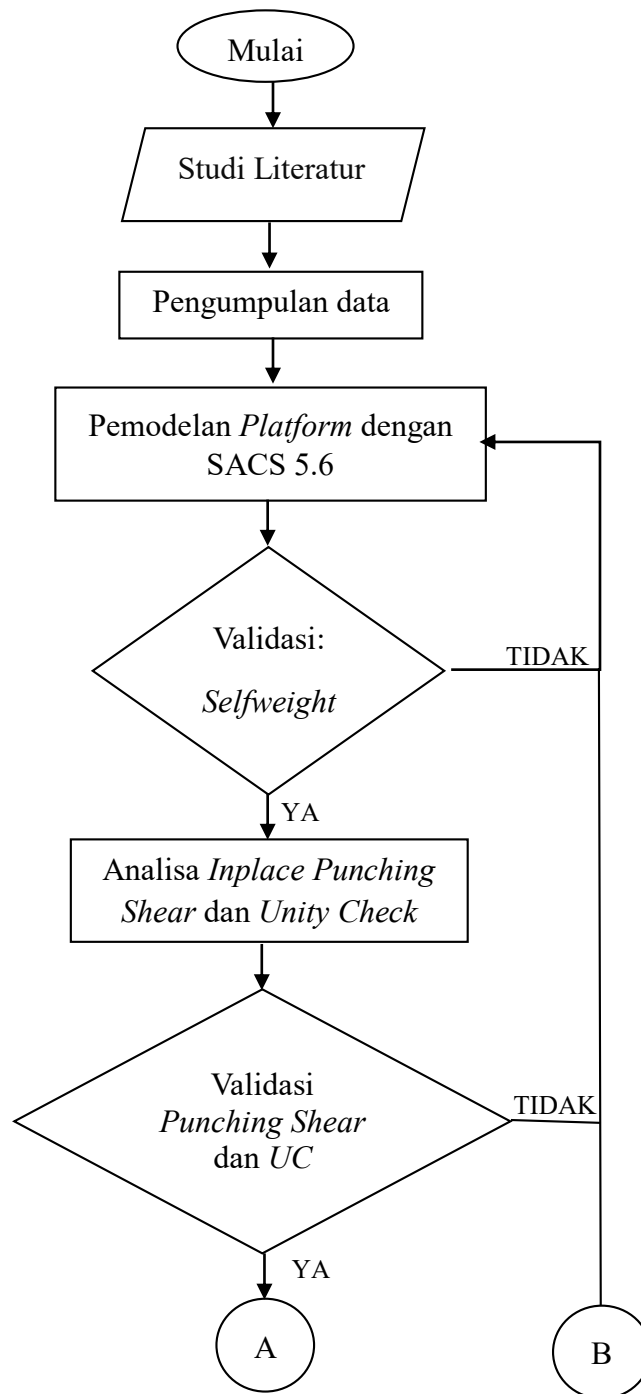 Mulai
Studi Literatur
Pengumpulan data
Pemodelan Platform dengan
SACS 5.6
Validasi:
Selfweight
TIDAK
YA
Analisa Inplace Punching
Shear dan Unity Check
Validasi
Punching Shear
dan UC
TIDAK
YA
A
B